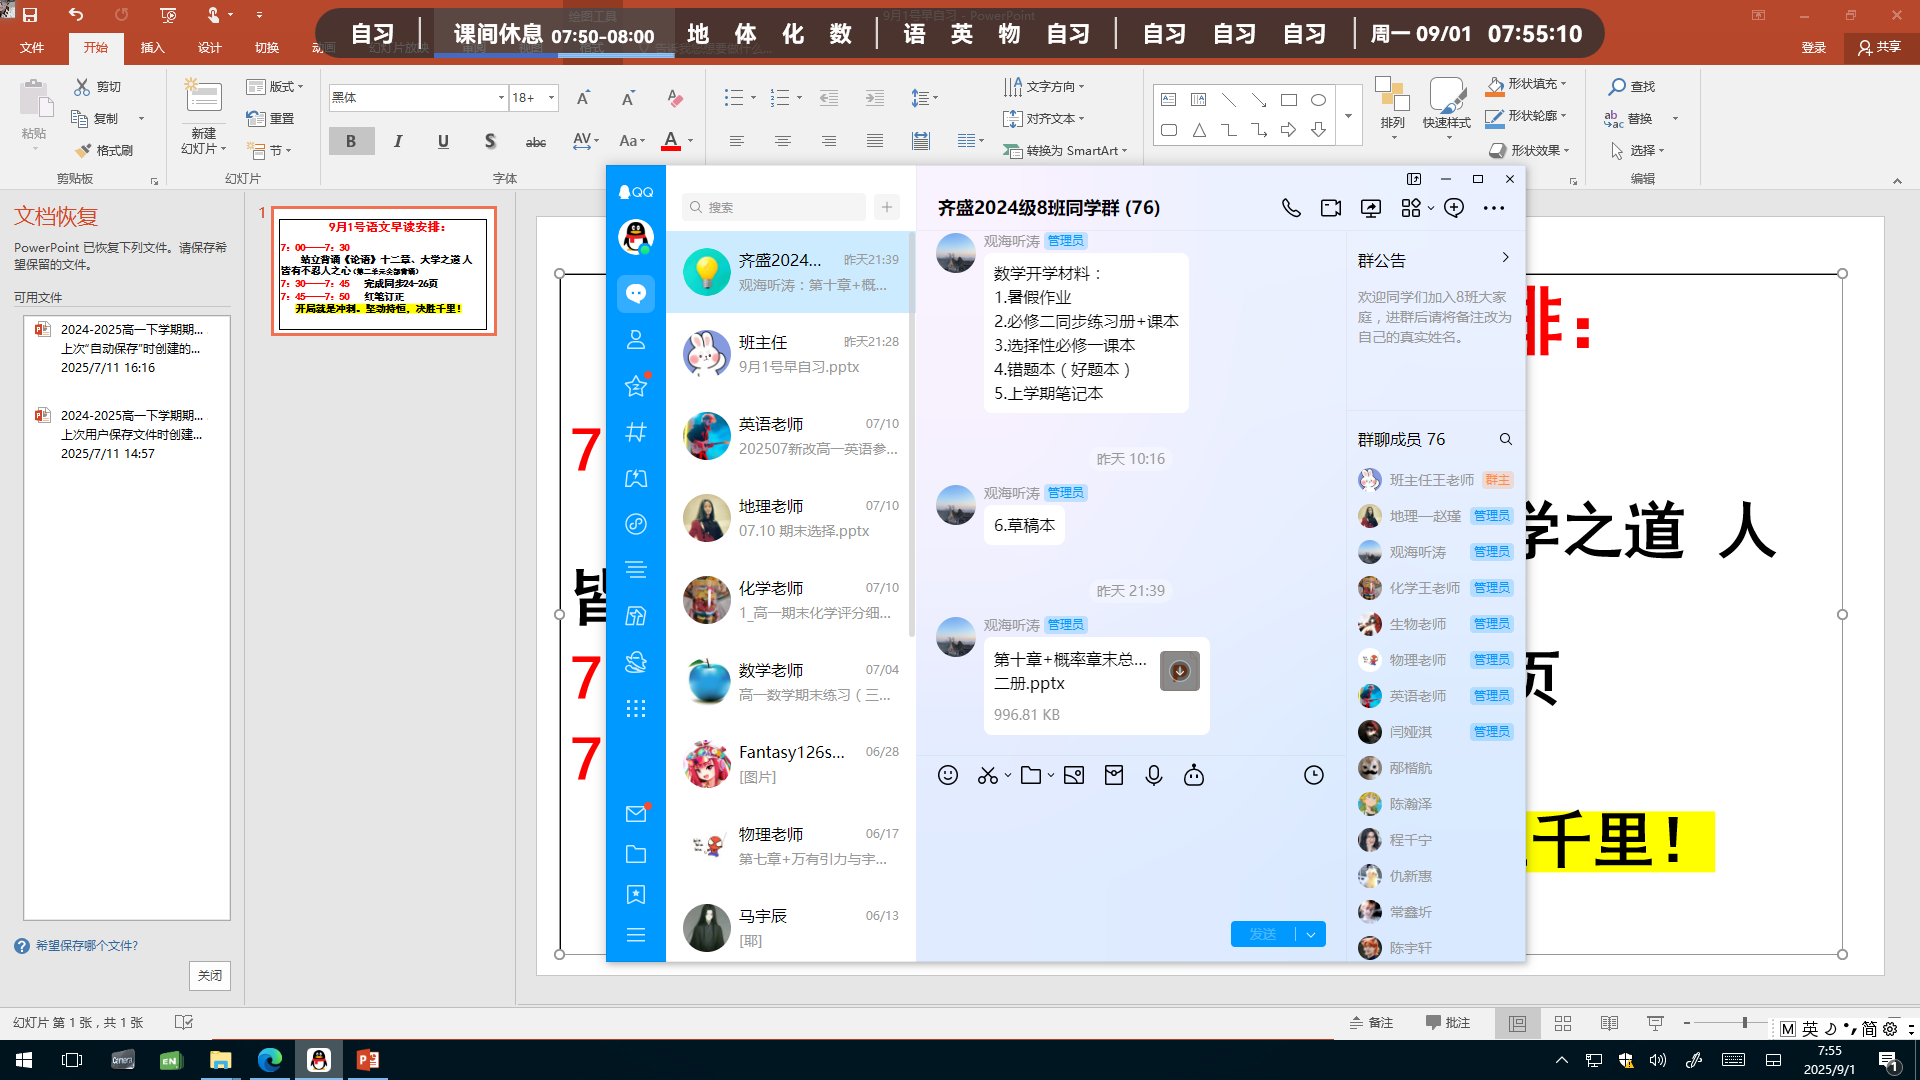 自习 课间休息 07:50-08:00 地 体 化 数 语 英 物 自习 自习 自习 自习 周一 09/01 07:55:10
文件 开始 插入 设计 切换 登录 共享
粘贴 剪切 复制 格式刷 剪贴板
新建 幻灯片 版式 重置 节 幻灯片
黑体 18+ 字体
文字方向 对齐文本 转换为 SmartArt
排列 快速样式 形状填充 形状轮廓 形状效果
查找 替换 选择 编辑
文档恢复
PowerPoint 已恢复下列文件。请保存希
望保留的文件。
可用文件
2024-2025高一下学期期...
上次“自动保存”时创建的...
2025/7/11 16:16
2024-2025高一下学期期...
上次用户保存文件时创建...
2025/7/11 14:57
希望保存哪个文件?
关闭
1
9月1号语文早读安排：
7：00——7：30
站立背诵《论语》十二章、大学之道 人
皆有不忍人之心（第二单元全部背诵）
7：30——7：45 完成同步24-26页
7：45——7：50 红笔订正
开局就是冲刺。坚劲持恒，决胜千里！
排：
7
学之道 人
皆
7
页
7
千里！
QQ
搜索
齐盛2024... 昨天21:39
观海听涛：第十章+概...
班主任 昨天21:28
9月1号早自习.pptx
英语老师 07/10
202507新改高一英语参...
地理老师 07/10
07.10 期末选择.pptx
化学老师 07/10
1_高一期末化学评分细...
数学老师 07/04
高一数学期末练习（三...
Fantasy126s... 06/28
[图片]
物理老师 06/17
第七章+万有引力与宇...
马宇辰 06/13
[耶]
齐盛2024级8班同学群 (76)
观海听涛 管理员
数学开学材料：
1.暑假作业
2.必修二同步练习册+课本
3.选择性必修一课本
4.错题本（好题本）
5.上学期笔记本
昨天 10:16
观海听涛 管理员
6.草稿本
昨天 21:39
观海听涛 管理员
第十章+概率章末总...
二册.pptx
996.81 KB
发送
群公告
欢迎同学们加入8班大家
庭，进群后请将备注改为
自己的真实姓名。
群聊成员 76
班主任王老师 群主
地理—赵瑾 管理员
观海听涛 管理员
化学王老师 管理员
生物老师 管理员
物理老师 管理员
英语老师 管理员
闫娅淇 管理员
邴楷航
陈瀚泽
程千宁
仇新惠
常鑫圻
陈宇轩
幻灯片 第 1 张，共 1 张 备注 批注
M 英 简
EN
7:55
2025/9/1
1